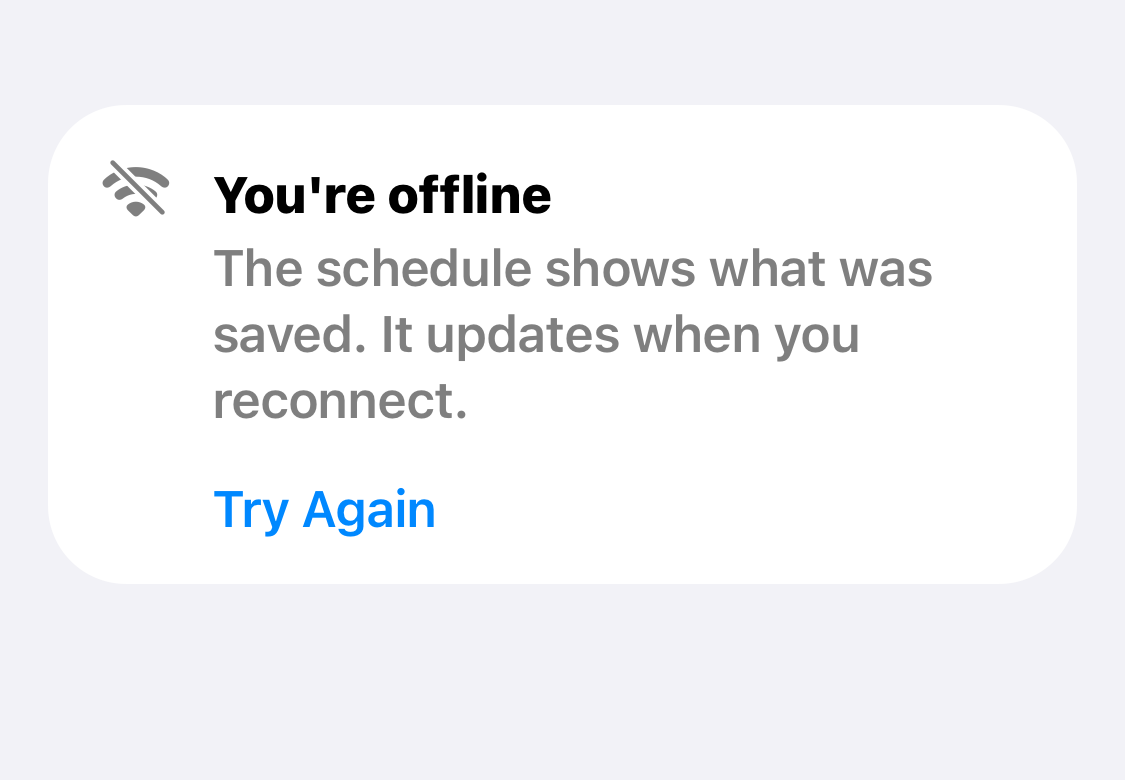 You're offline
The schedule shows what was
saved. It updates when you
reconnect.
Try Again